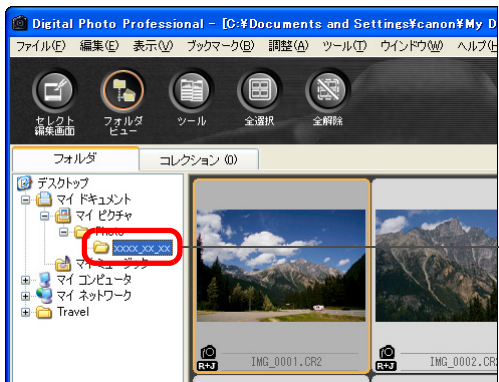 Digital Photo Professional - [C:¥Documents and Settings¥canon¥My D
ファイル(F) 編集(E) 表示(V) ブックマーク(B) 調整(A) ツール(T) ウインドウ(W) ヘルプ(H
セレクト
編集画面
フォルダ
ビュー
ツール
全選択
全解除
フォルダ
コレクション (0)
デスクトップ
マイ ドキュメント
マイ ピクチャ
Photo
xxxx_xx_xx
マイ ミュージック
マイ コンピュータ
マイ ネットワーク
Travel
R+J
IMG_0001.CR2
R+J
IMG_0002.CR